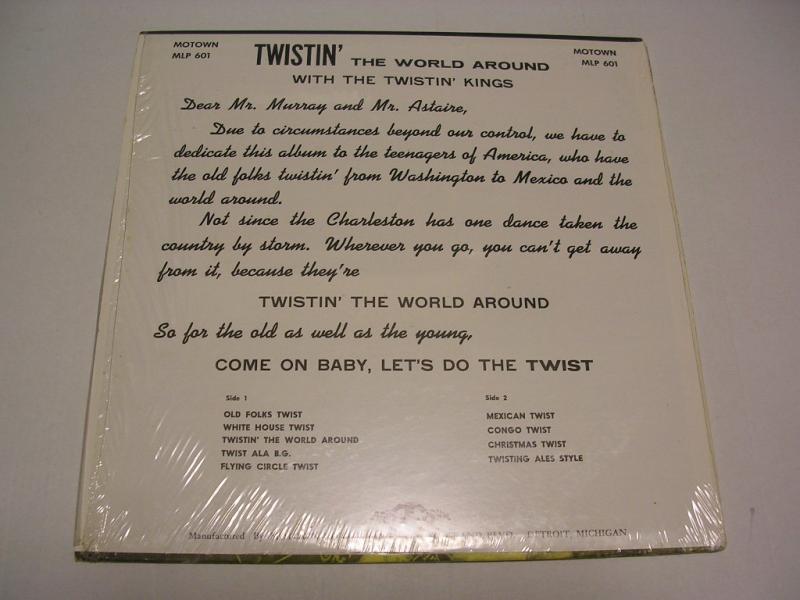 MOTOWN
MLP 601
TWISTIN' THE WORLD AROUND
MOTOWN
MLP 601
WITH THE TWISTIN' KINGS
Dear Mr. Murray and Mr. Astaire,
Due to circumstances beyond our control, we have to
dedicate this album to the teenagers of America, who have
the old folks twistin' from Washington to Mexico and the
world around.
Not since the Charleston has one dance taken the
country by storm. Wherever you go, you can't get away
from it, because they're
TWISTIN' THE WORLD AROUND
So for the old as well as the young,
COME ON BABY, LET'S DO THE TWIST
Side 1
OLD FOLKS TWIST
WHITE HOUSE TWIST
TWISTIN' THE WORLD AROUND
TWIST ALA B.G.
FLYING CIRCLE TWIST
Side 2
MEXICAN TWIST
CONGO TWIST
CHRISTMAS TWIST
TWISTING ALES STYLE
Manufactured By BLVD. DETROIT, MICHIGAN